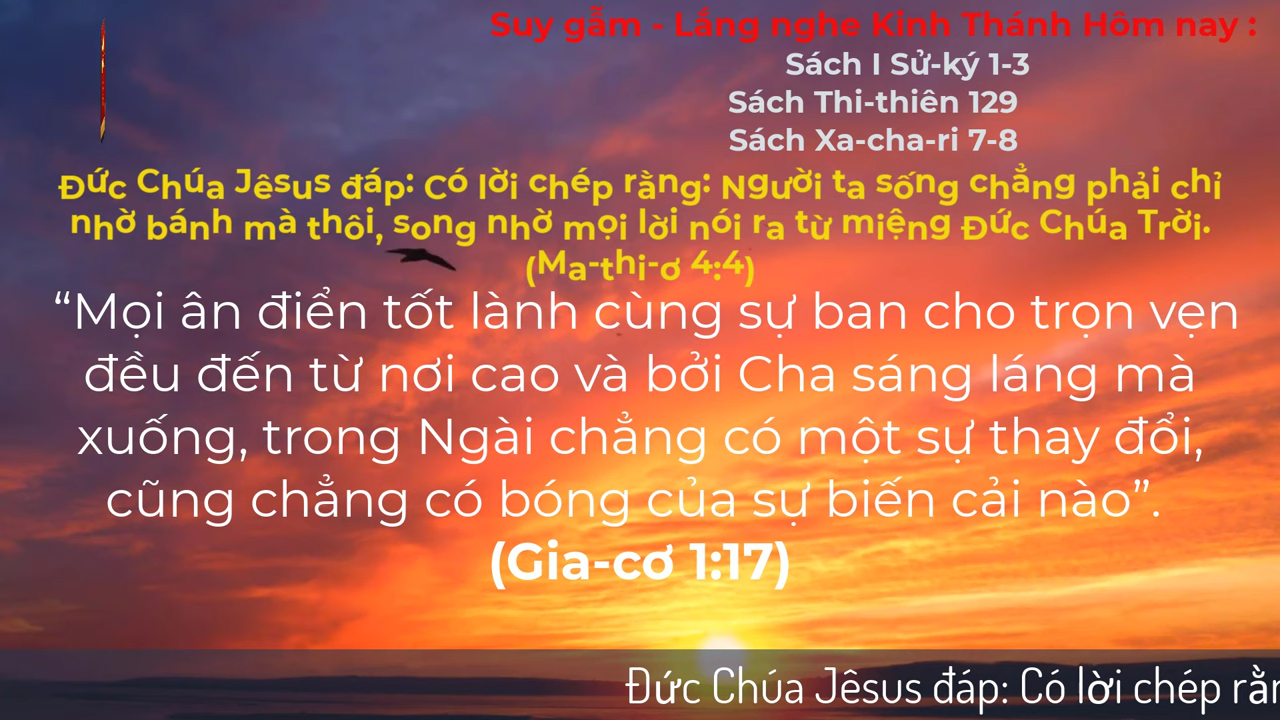 Suy gẫm - Lắng nghe Kinh Thánh Hôm nay :
Sách I Sử-ký 1-3
Sách Thi-thiên 129
Sách Xa-cha-ri 7-8
Đức Chúa Jêsus đáp: Có lời chép rằng: Người ta sống chẳng phải chỉ
nhờ bánh mà thôi, song nhờ mọi lời nói ra từ miệng Đức Chúa Trời.
(Ma-thi-ơ 4:4)
“Mọi ân điển tốt lành cùng sự ban cho trọn vẹn
đều đến từ nơi cao và bởi Cha sáng láng mà
xuống, trong Ngài chẳng có một sự thay đổi,
cũng chẳng có bóng của sự biến cải nào”.
(Gia-cơ 1:17)
Đức Chúa Jêsus đáp: Có lời chép